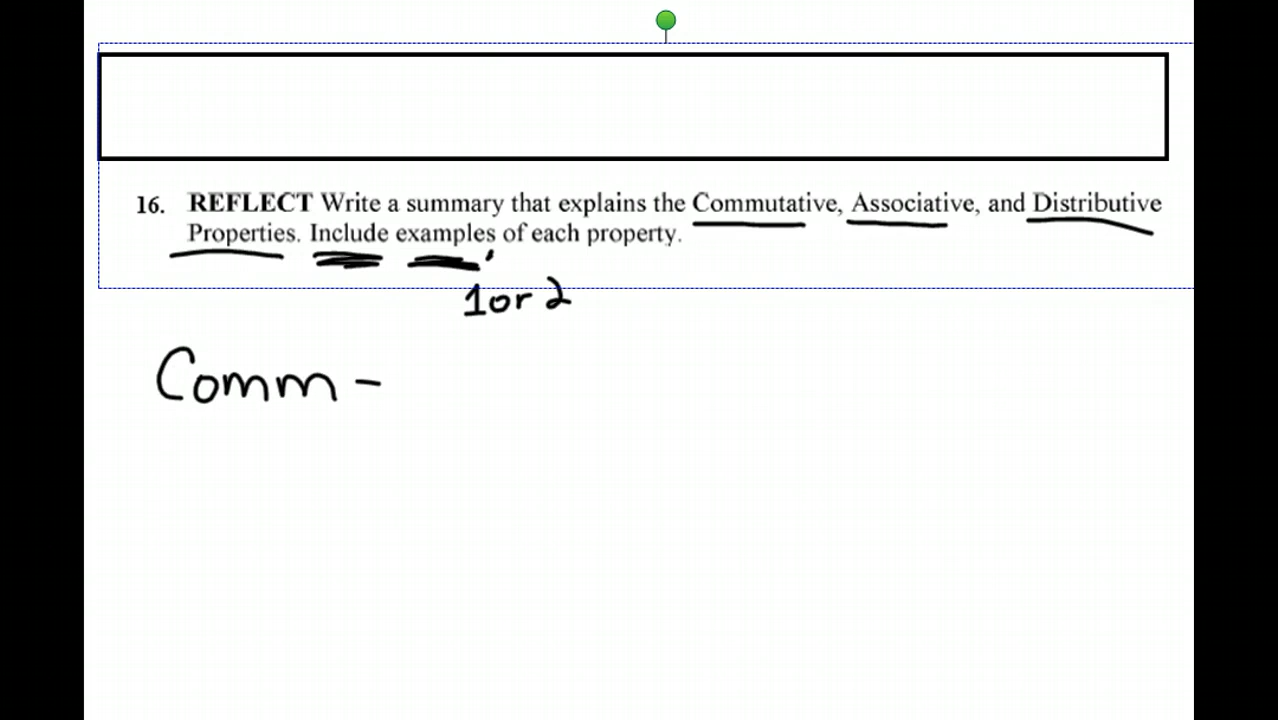 16. REFLECT Write a summary that explains the Commutative, Associative, and Distributive
Properties. Include examples of each property.
1 or 2
Comm -